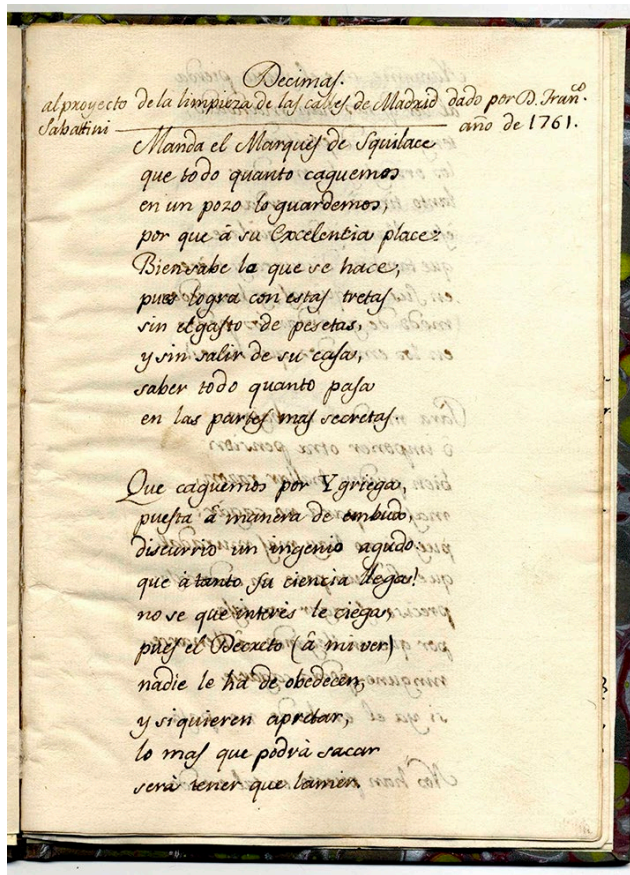 Decimas.
al proyecto de la limpieza de las calles de Madrid dado por D. Fran.co
Sabattini año de 1761.
Manda el Marques de Squilace
que todo quanto caguemos
en un pozo lo guardemos,
por que â su Excelentia place:
Bien sabe lo que se hace,
pues logra con estas tretas
sin el gasto de pesetas,
y sin salir de su casa,
saber todo quanto pasa
en las partes mas secretas.
Que caguemos por Y griega,
puesta â manera de embudo,
discurriò un ingenio agudo
que à tanto su ciencia llega!
no se que interès le ciega,
pues el Decreto (â mi ver)
nadie le ha de obedecer,
y si quieren apretar,
lo mas que podrà sacar
serà tener que lamer.